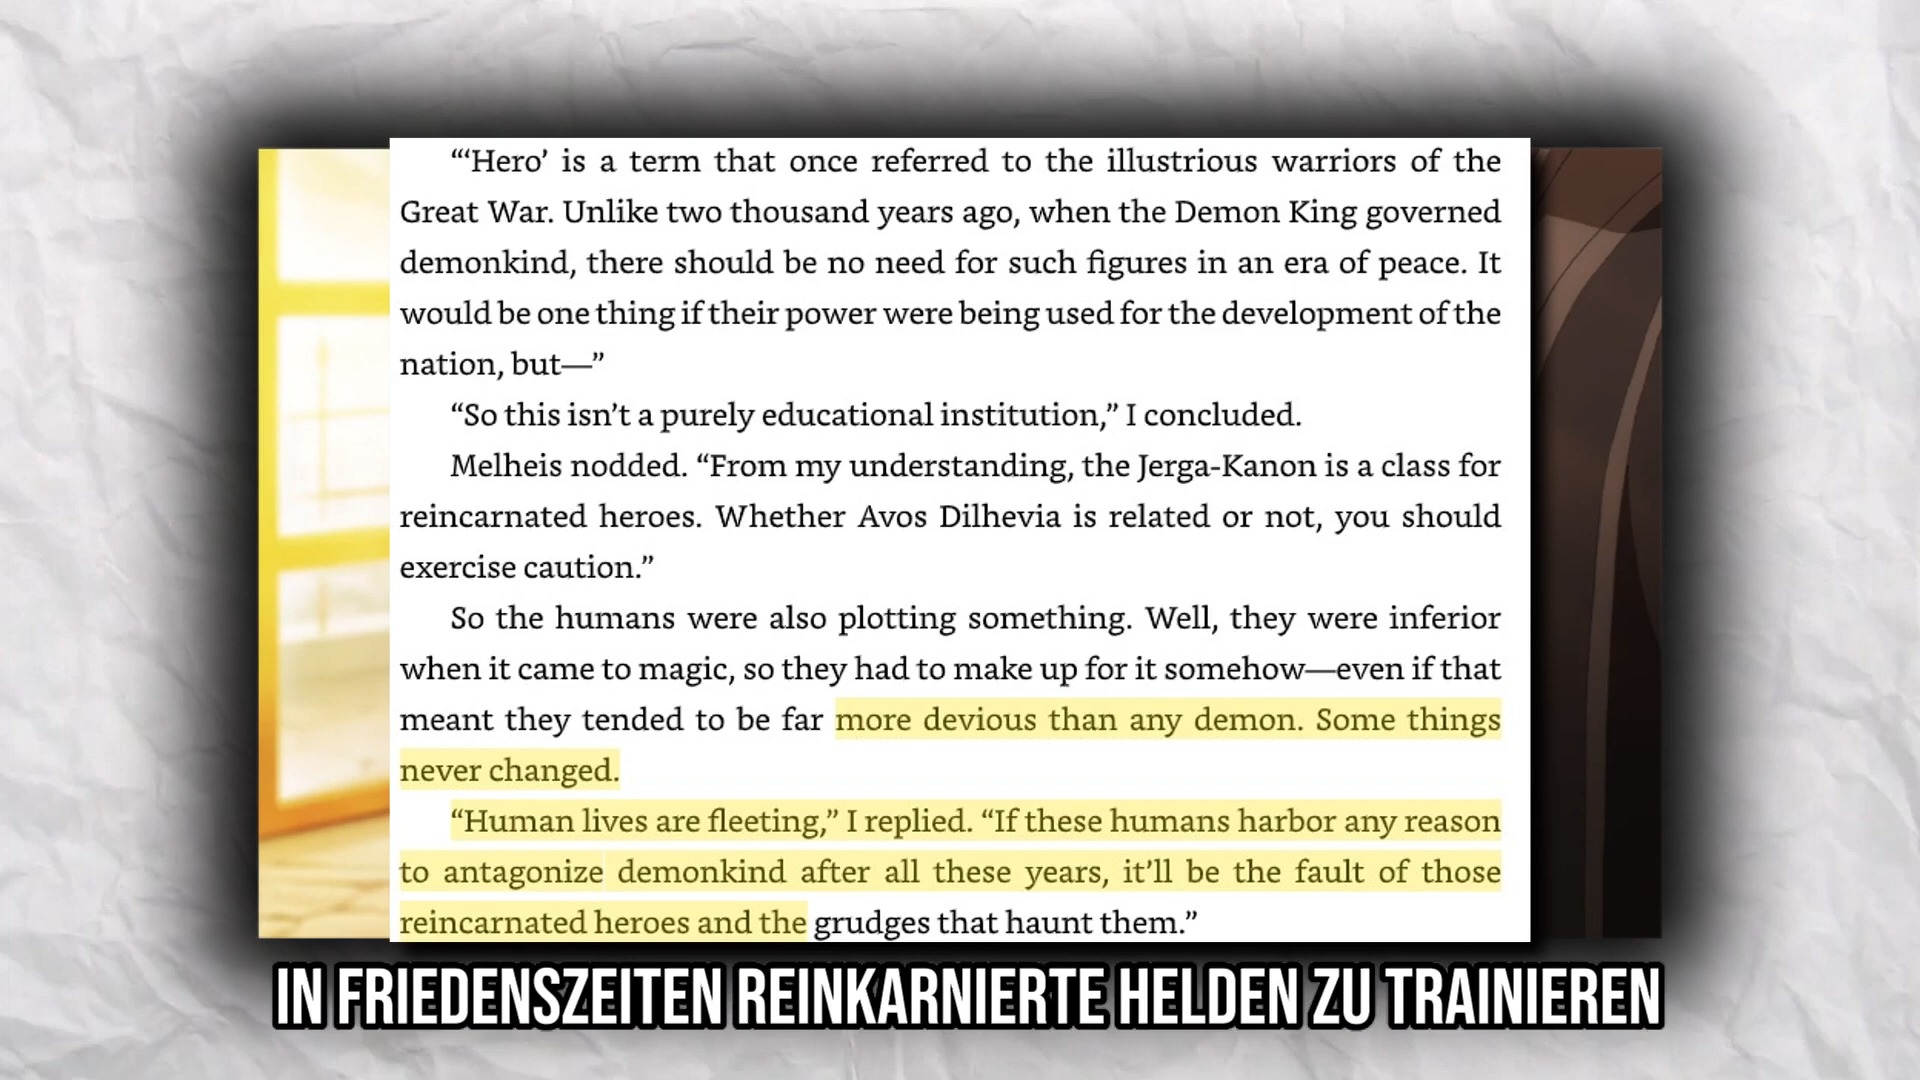 “‘Hero’ is a term that once referred to the illustrious warriors of the
Great War. Unlike two thousand years ago, when the Demon King governed
demonkind, there should be no need for such figures in an era of peace. It
would be one thing if their power were being used for the development of the
nation, but—”
“So this isn’t a purely educational institution,” I concluded.
Melheis nodded. “From my understanding, the Jerga-Kanon is a class for
reincarnated heroes. Whether Avos Dilhevia is related or not, you should
exercise caution.”
So the humans were also plotting something. Well, they were inferior
when it came to magic, so they had to make up for it somehow—even if that
meant they tended to be far more devious than any demon. Some things
never changed.
“Human lives are fleeting,” I replied. “If these humans harbor any reason
to antagonize demonkind after all these years, it’ll be the fault of those
reincarnated heroes and the grudges that haunt them.”
IN FRIEDENSZEITEN REINKARNIERTE HELDEN ZU TRAINIEREN